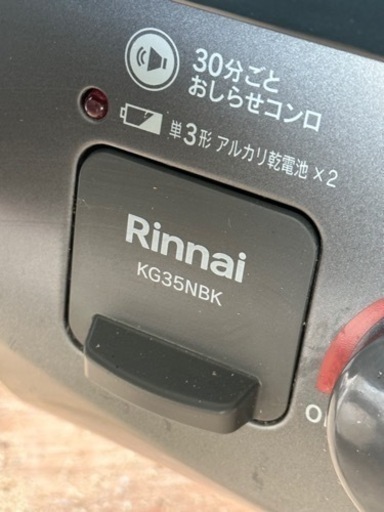 30分ごと
おしらせコンロ
単3形 アルカリ乾電池×2
Rinnai
KG35NBK